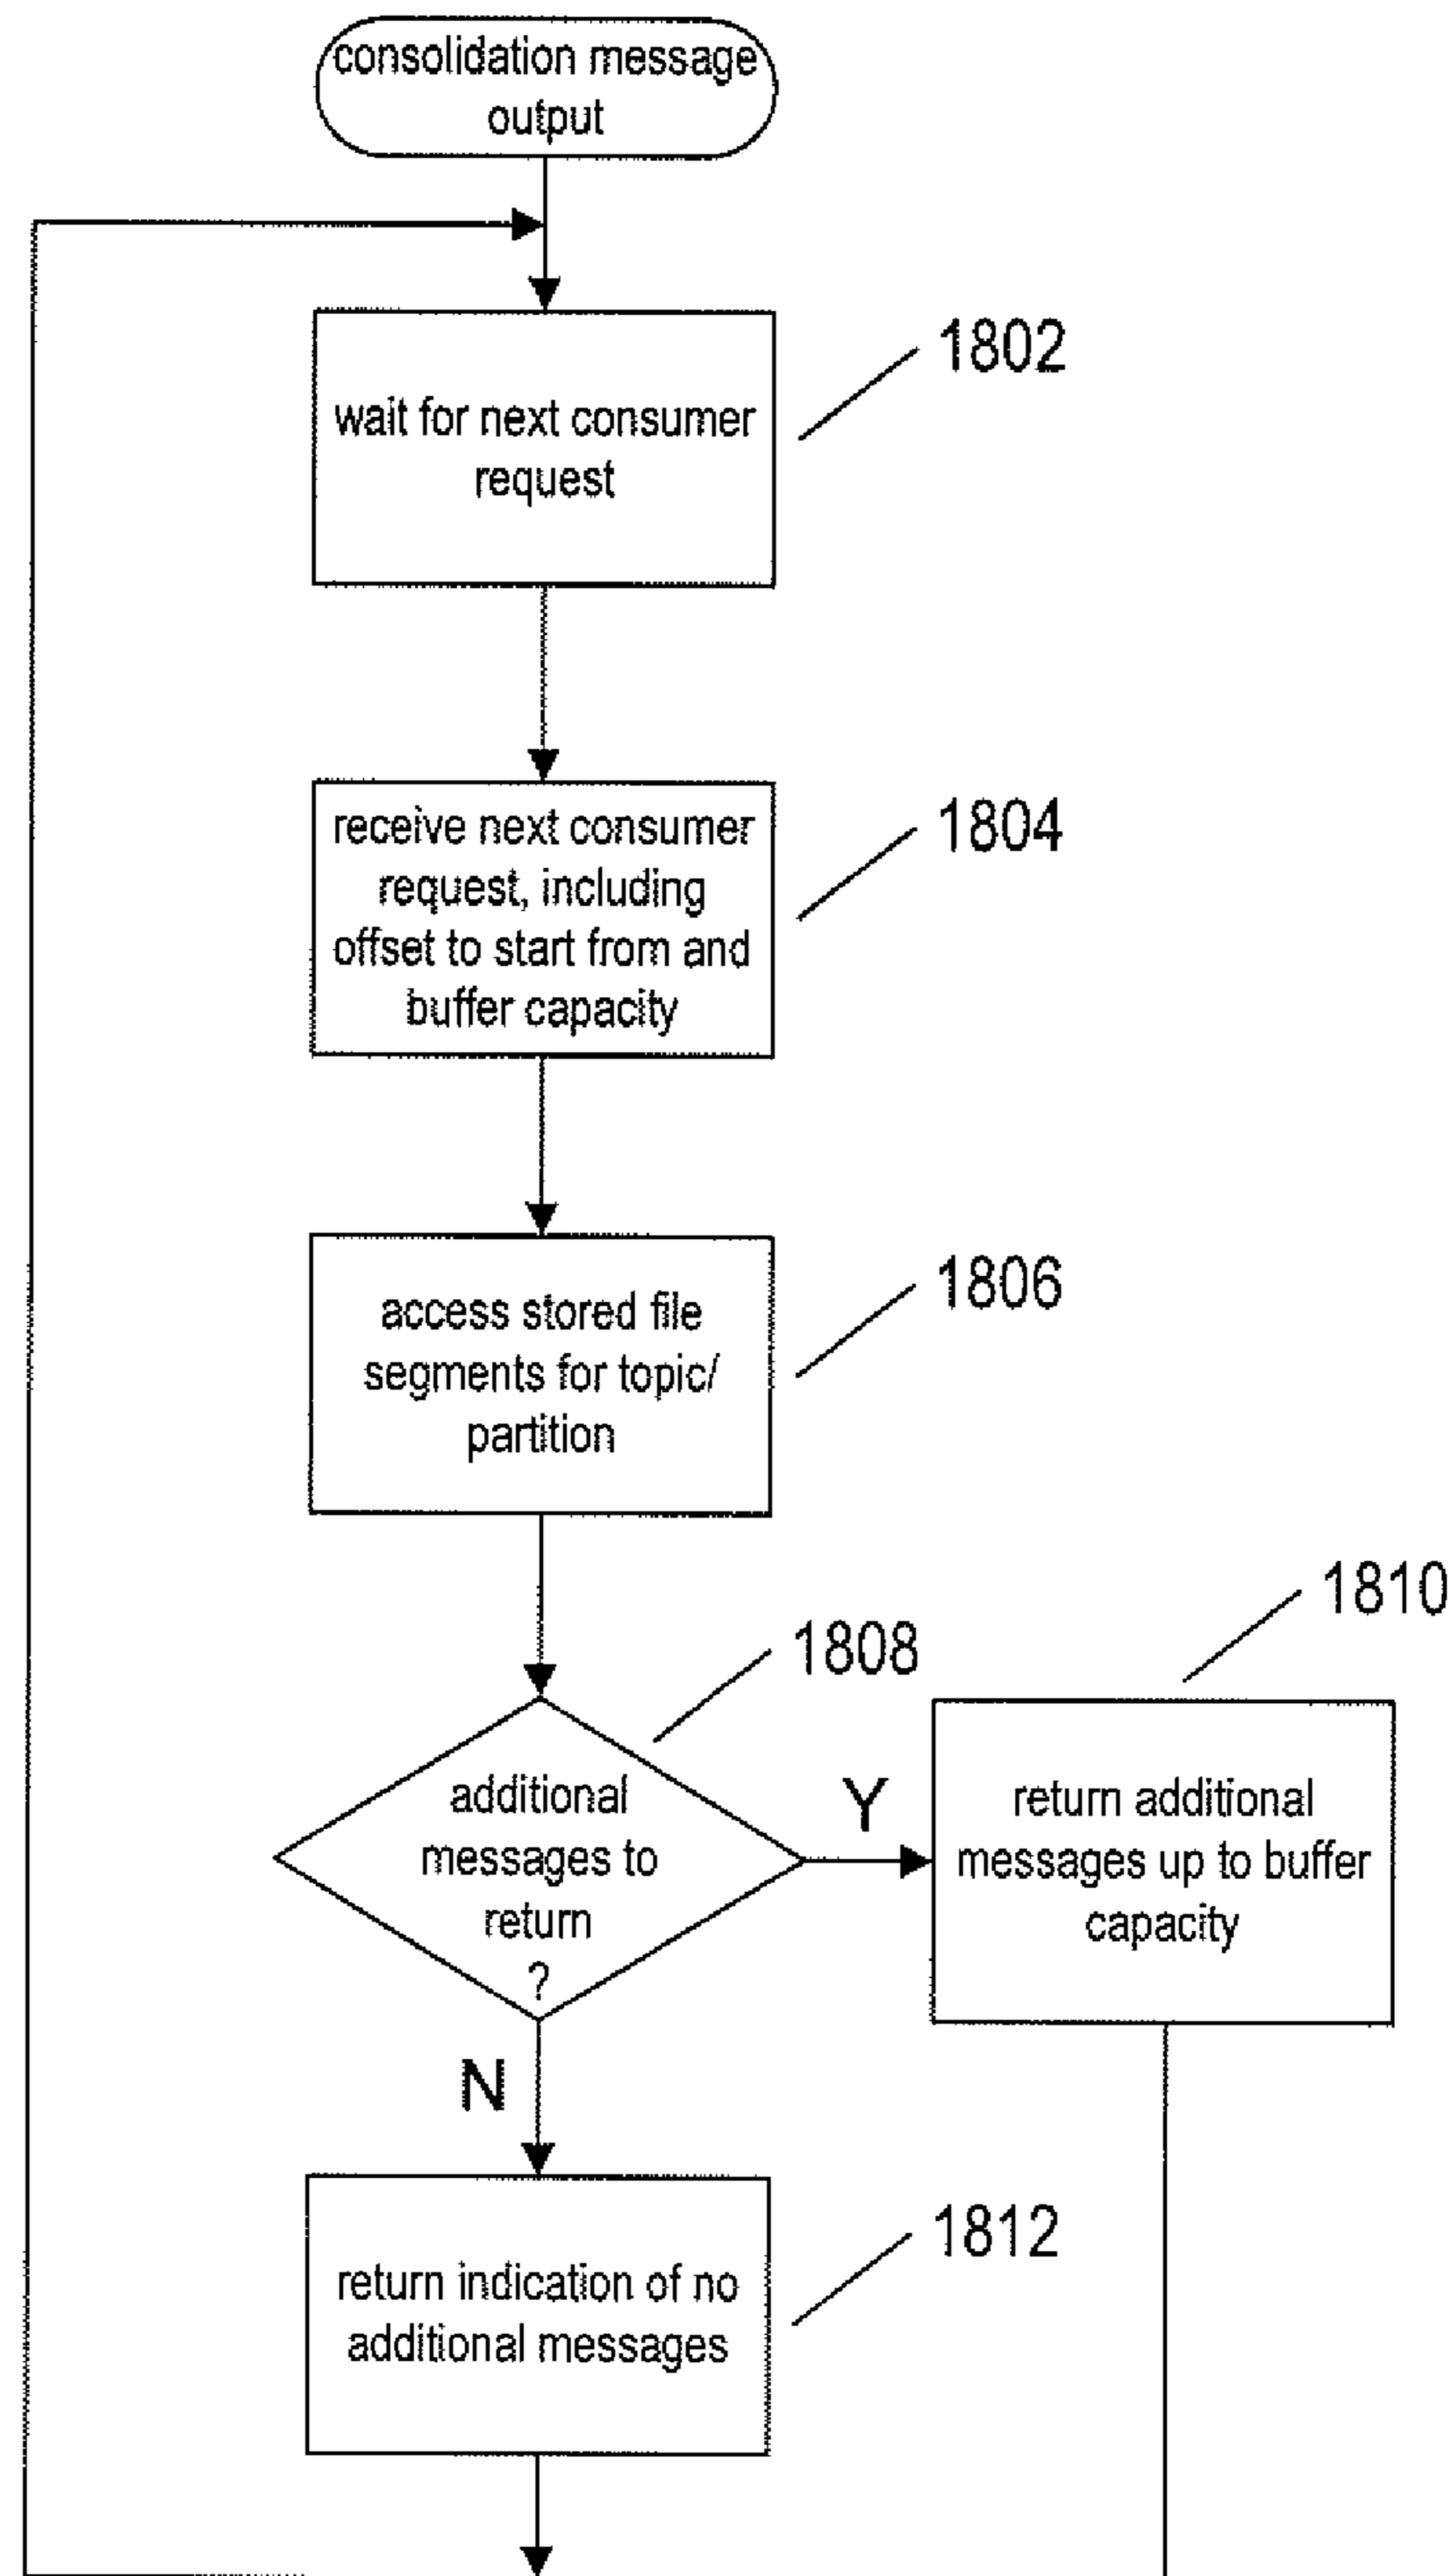 consolidation message
output
1802
wait for next consumer
request
1804
receive next consumer
request, including
offset to start from and
buffer capacity
1806
access stored file
segments for topic/
partition
1808
additional
messages to
return
?
Y
1810
return additional
messages up to buffer
capacity
N
1812
return indication of no
additional messages